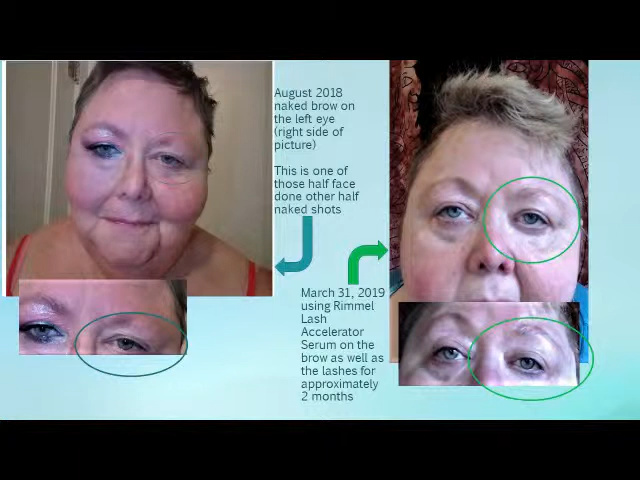 August 2018
naked brow on
the left eye
(right side of
picture)
This is one of
those half face
done other half
naked shots
March 31, 2019
using Rimmel
Lash
Accelerator
Serum on the
brow as well as
the lashes for
approximately
2 months